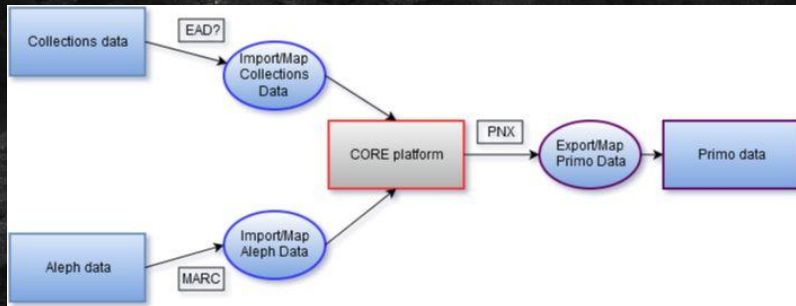 Collections data
EAD?
Import/Map
Collections
Data
CORE platform
PNX
Export/Map
Primo Data
Primo data
Aleph data
MARC
Import/Map
Aleph Data